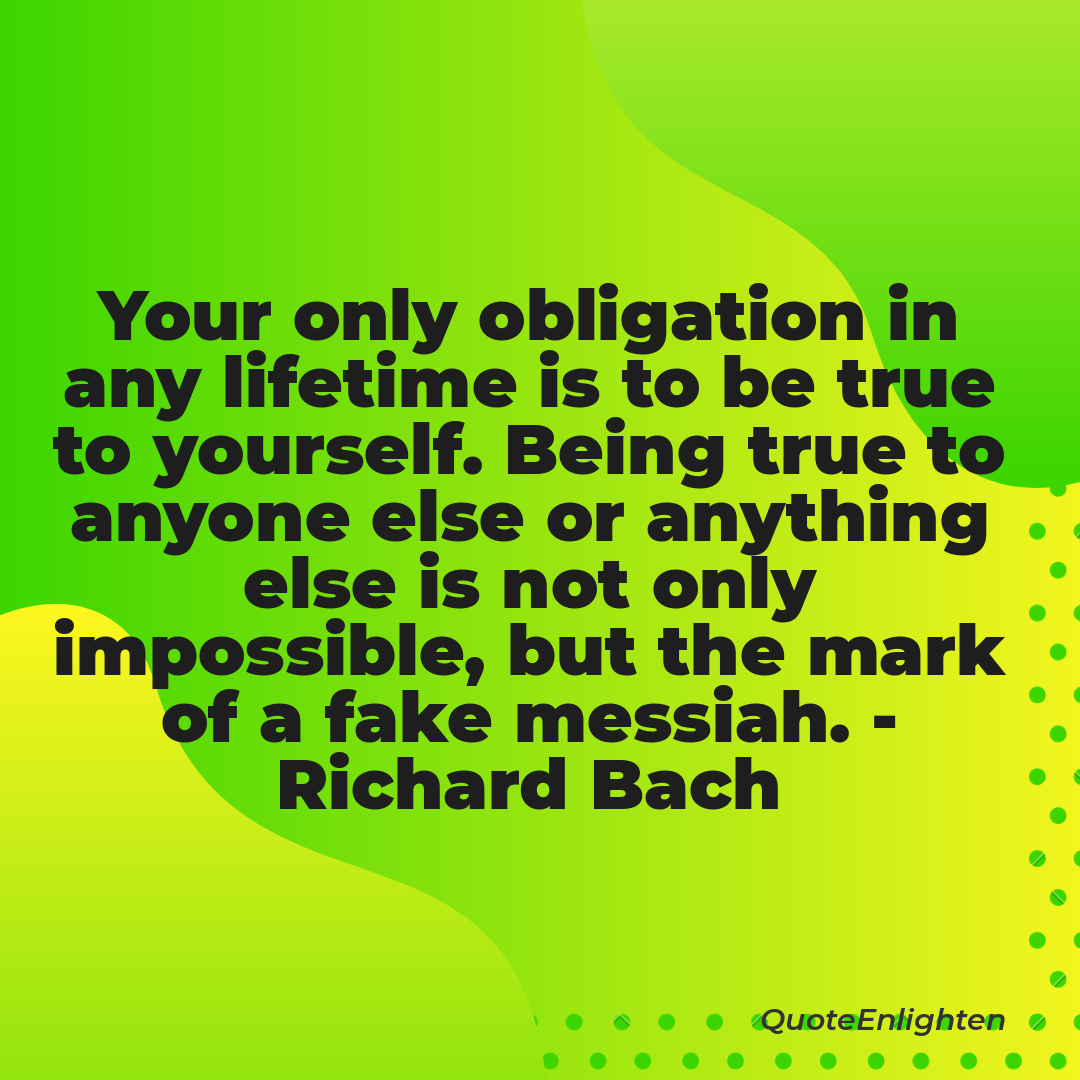 Your only obligation in
any lifetime is to be true
to yourself. Being true to
anyone else or anything
else is not only
impossible, but the mark
of a fake messiah. -
Richard Bach
QuoteEnlighten